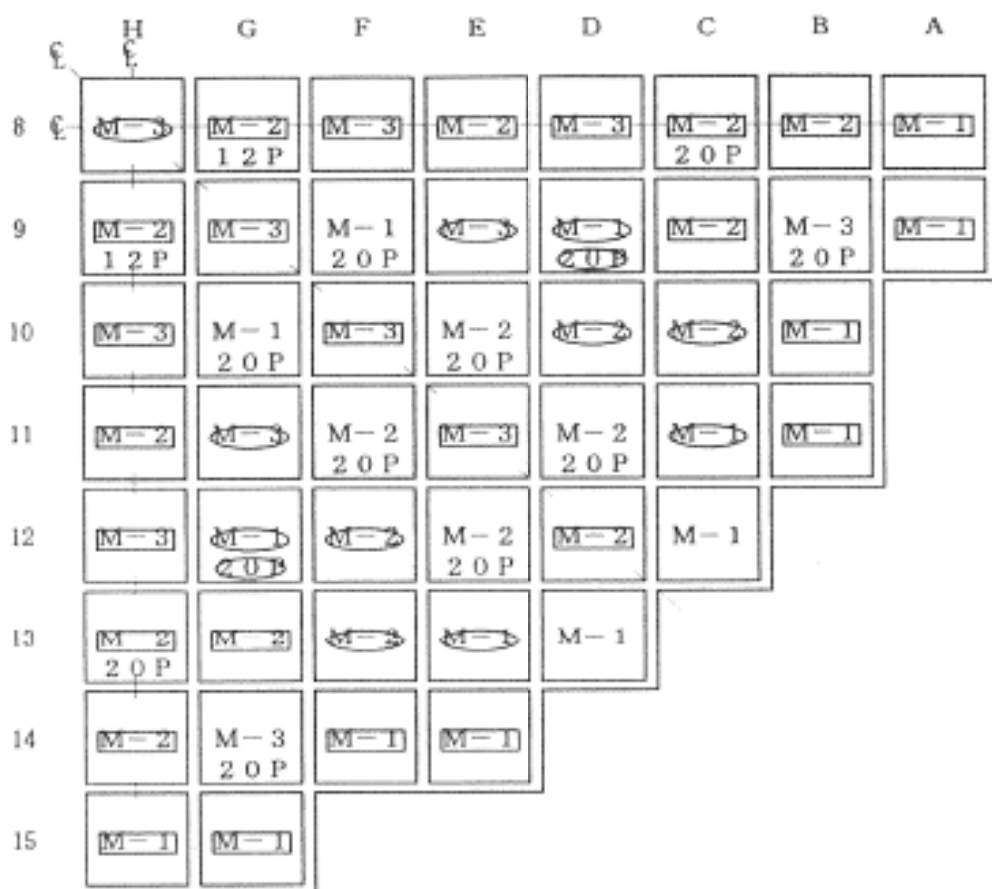 H G F E D C B A
℄ ℄
8 ℄ M-3 M-2 M-3 M-2 M-3 M-2 M-2 M-1
12P 20P
9 M-2 M-3 M-1 M-3 M-1 M-2 M-3 M-1
12P 20P 20P 20P
10 M-3 M-1 M-3 M-2 M-2 M-2 M-1
20P 20P
11 M-2 M-3 M-2 M-3 M-2 M-1 M-1
20P 20P
12 M-3 M-1 M-2 M-2 M-2 M-1
20P 20P
13 M-2 M-2 M-2 M-1 M-1
20P
14 M-2 M-3 M-1 M-1
20P
15 M-1 M-1